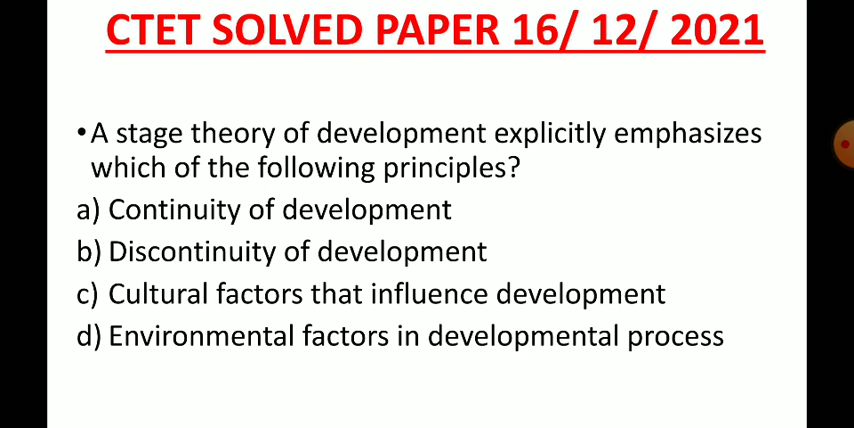 CTET SOLVED PAPER 16/ 12/ 2021
•A stage theory of development explicitly emphasizes
which of the following principles?
a) Continuity of development
b) Discontinuity of development
c) Cultural factors that influence development
d) Environmental factors in developmental process